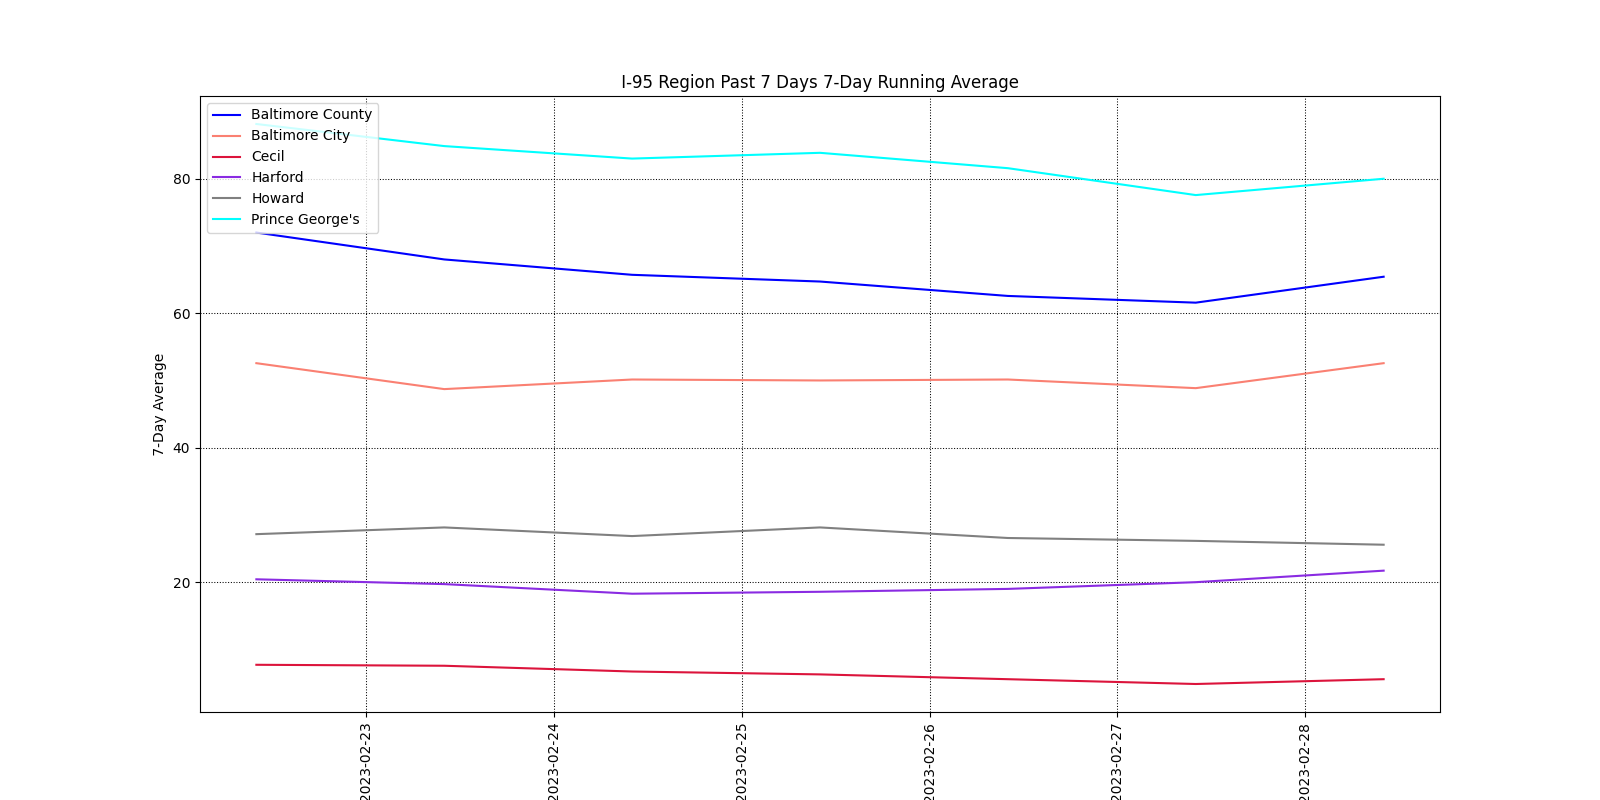 I-95 Region Past 7 Days 7-Day Running Average
Baltimore County
Baltimore City
Cecil
Harford
Howard
Prince George's
7-Day Average
80
60
40
20
2023-02-23
2023-02-24
2023-02-25
2023-02-26
2023-02-27
2023-02-28